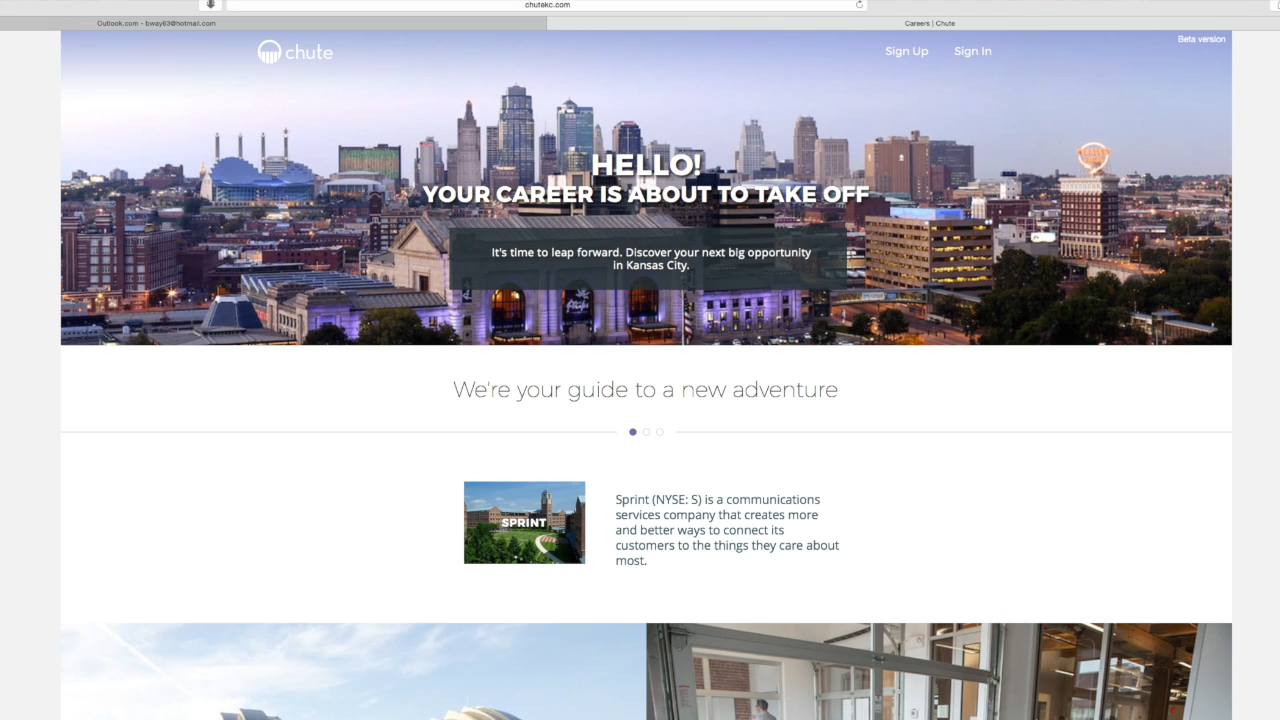 chutekc.com
Outlook.com - bway63@hotmail.com
Careers | Chute
Beta version
chute
Sign Up
Sign In
HELLO!
YOUR CAREER IS ABOUT TO TAKE OFF
It's time to leap forward. Discover your next big opportunity
in Kansas City.
We're your guide to a new adventure
SPRINT
Sprint (NYSE: S) is a communications
services company that creates more
and better ways to connect its
customers to the things they care about
most.